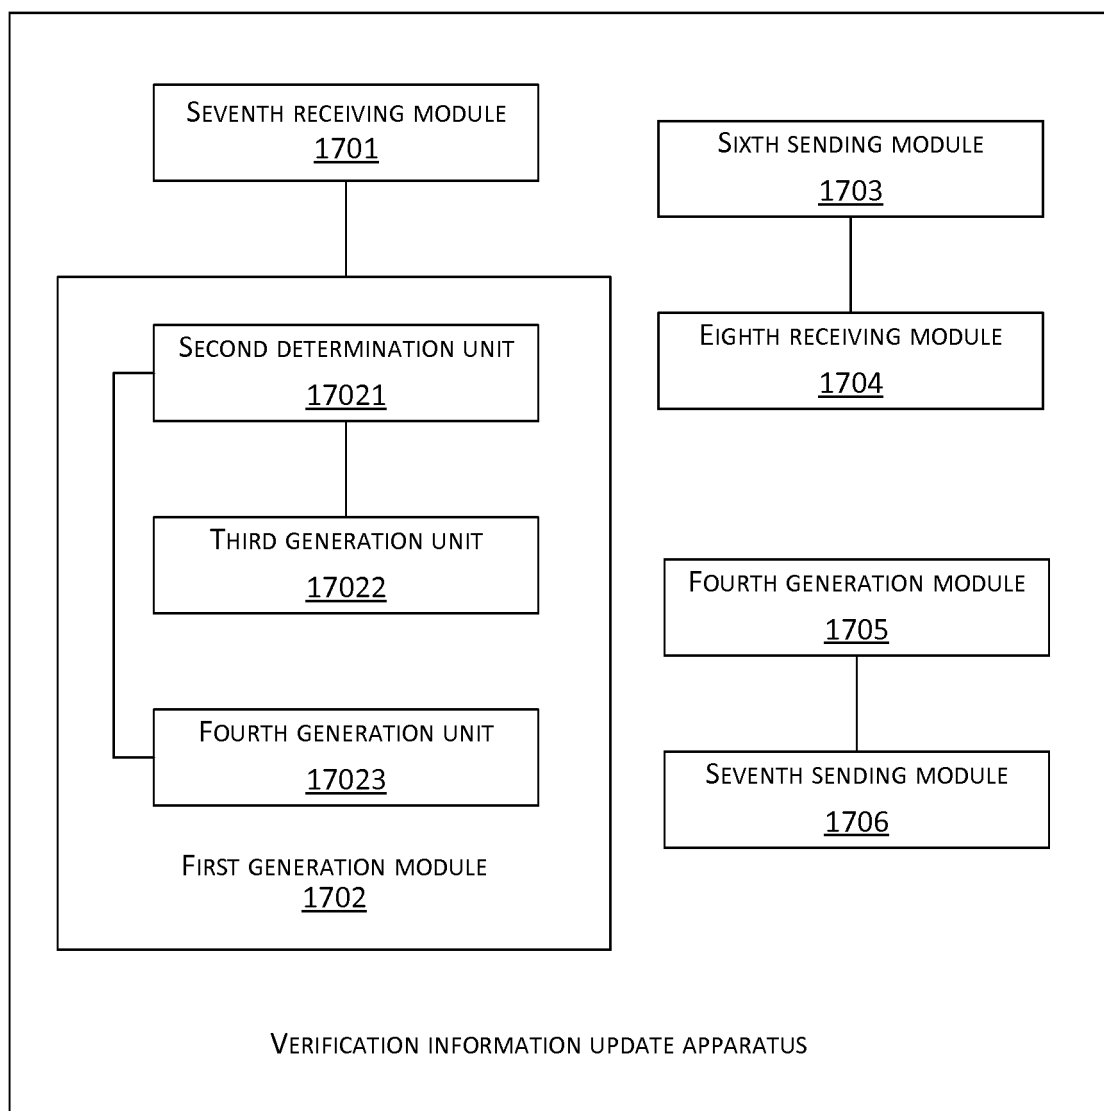 Seventh receiving module
1701
Second determination unit
17021
Third generation unit
17022
Fourth generation unit
17023
First generation module
1702
Sixth sending module
1703
Eighth receiving module
1704
Fourth generation module
1705
Seventh sending module
1706
Verification information update apparatus